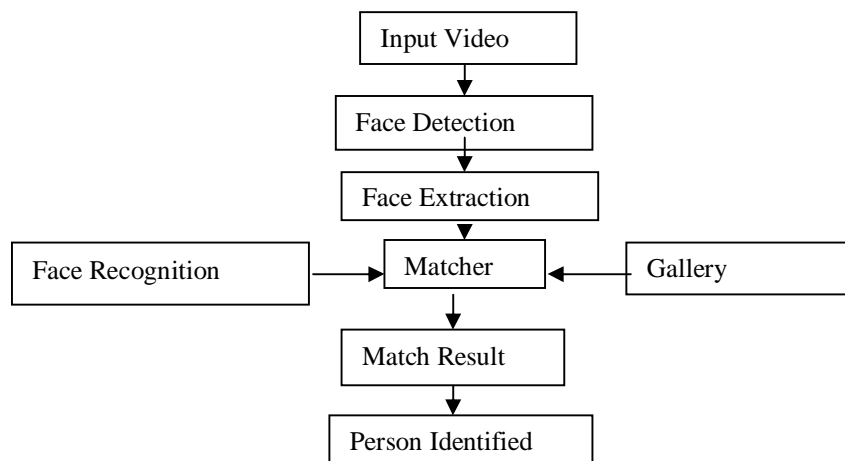 Input Video
Face Detection
Face Extraction
Face Recognition
Matcher
Gallery
Match Result
Person Identified